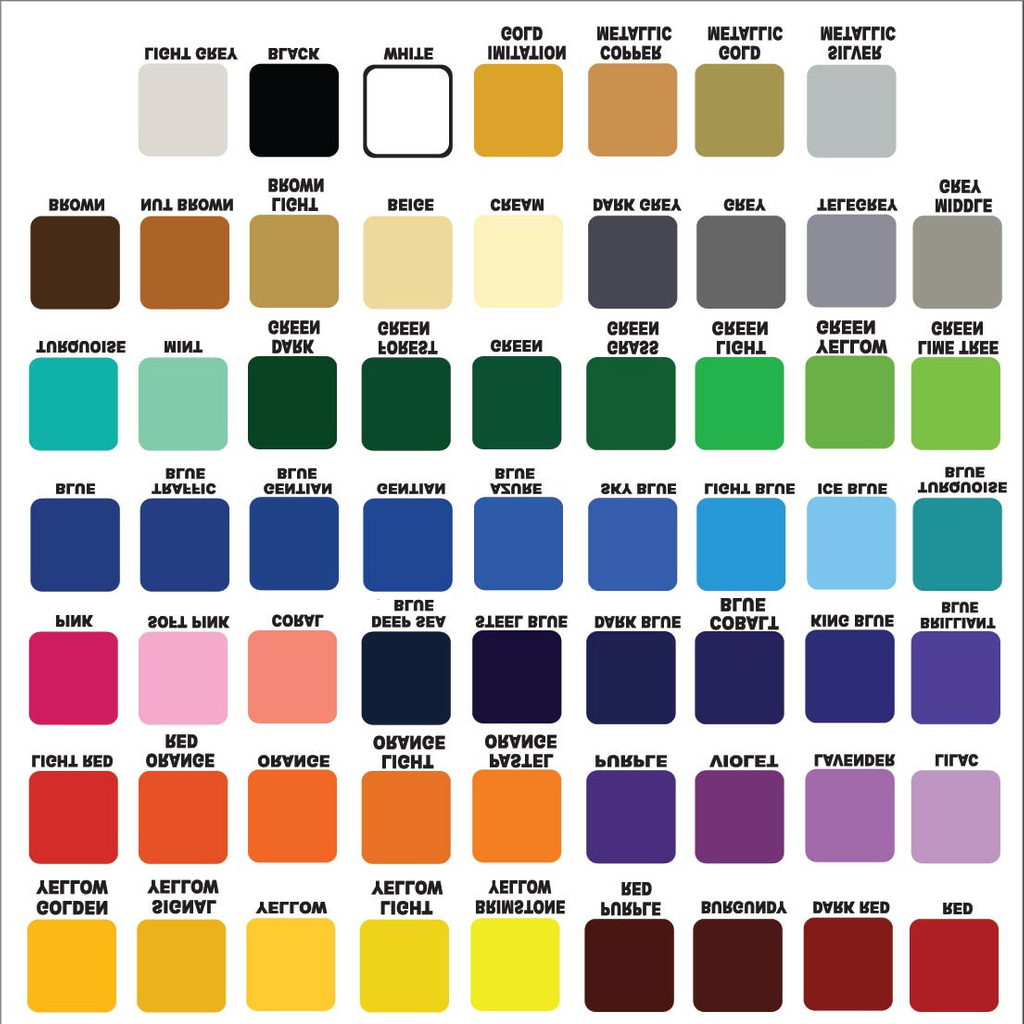 GOLDEN
YELLOW
SIGNAL
YELLOW
YELLOW
LIGHT
YELLOW
BRIMSTONE
YELLOW
PURPLE
RED
BURGUNDY
DARK RED
RED
LIGHT RED
ORANGE
RED
ORANGE
LIGHT
ORANGE
PASTEL
ORANGE
PURPLE
VIOLET
LAVENDER
LILAC
PINK
SOFT PINK
CORAL
DEEP SEA
BLUE
STEEL BLUE
DARK BLUE
COBALT
BLUE
KING BLUE
BRILLIANT
BLUE
BLUE
TRAFFIC
BLUE
GENTIAN
BLUE
GENTIAN
AZURE
BLUE
SKY BLUE
LIGHT BLUE
ICE BLUE
TURQUOISE
BLUE
TURQUOISE
MINT
DARK
GREEN
FOREST
GREEN
GREEN
GRASS
GREEN
LIGHT
GREEN
YELLOW
GREEN
LIME TREE
GREEN
BROWN
NUT BROWN
LIGHT
BROWN
BEIGE
CREAM
DARK GREY
GREY
TELEGREY
MIDDLE
GREY
LIGHT GREY
BLACK
WHITE
IMITATION
GOLD
COPPER
METALLIC
GOLD
METALLIC
SILVER
METALLIC